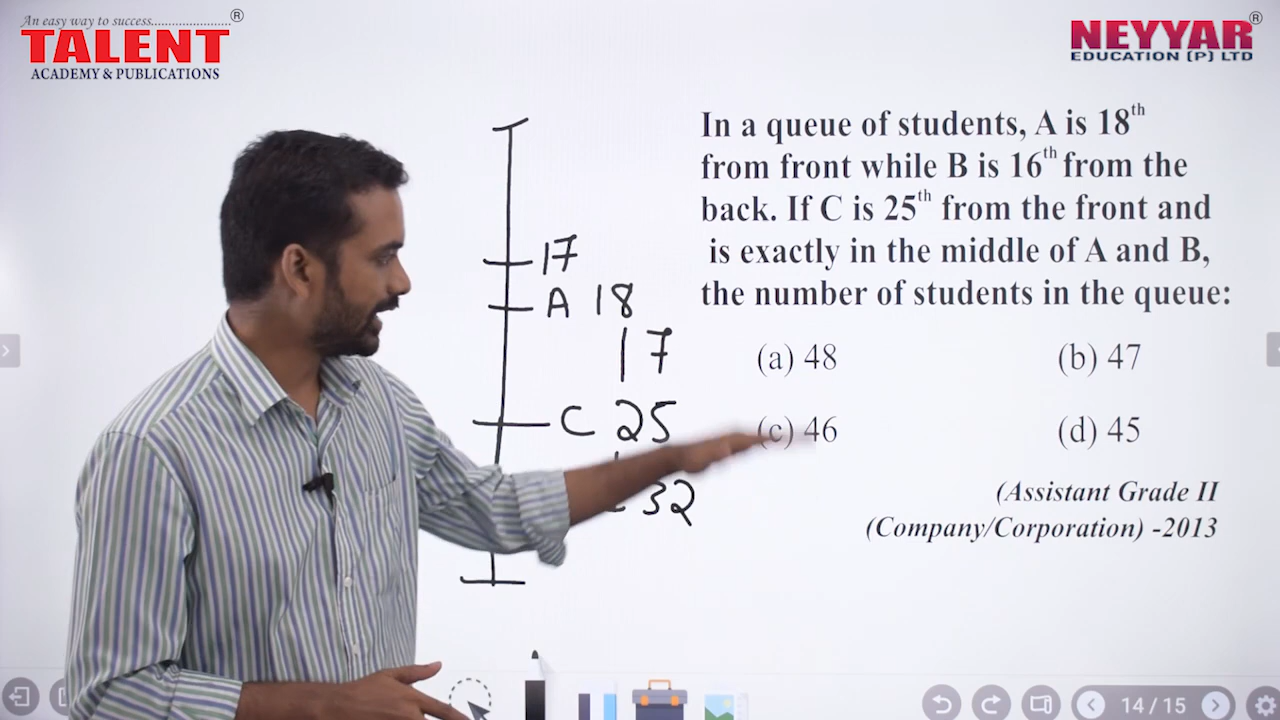 An easy way to success........................®
TALENT
ACADEMY & PUBLICATIONS
NEYYAR®
EDUCATION (P) LTD
17
A 18
17
C 25
32
In a queue of students, A is 18th
from front while B is 16th from the
back. If C is 25th from the front and
is exactly in the middle of A and B,
the number of students in the queue:
(a) 48 (b) 47
(c) 46 (d) 45
(Assistant Grade II
(Company/Corporation) -2013
14 / 15